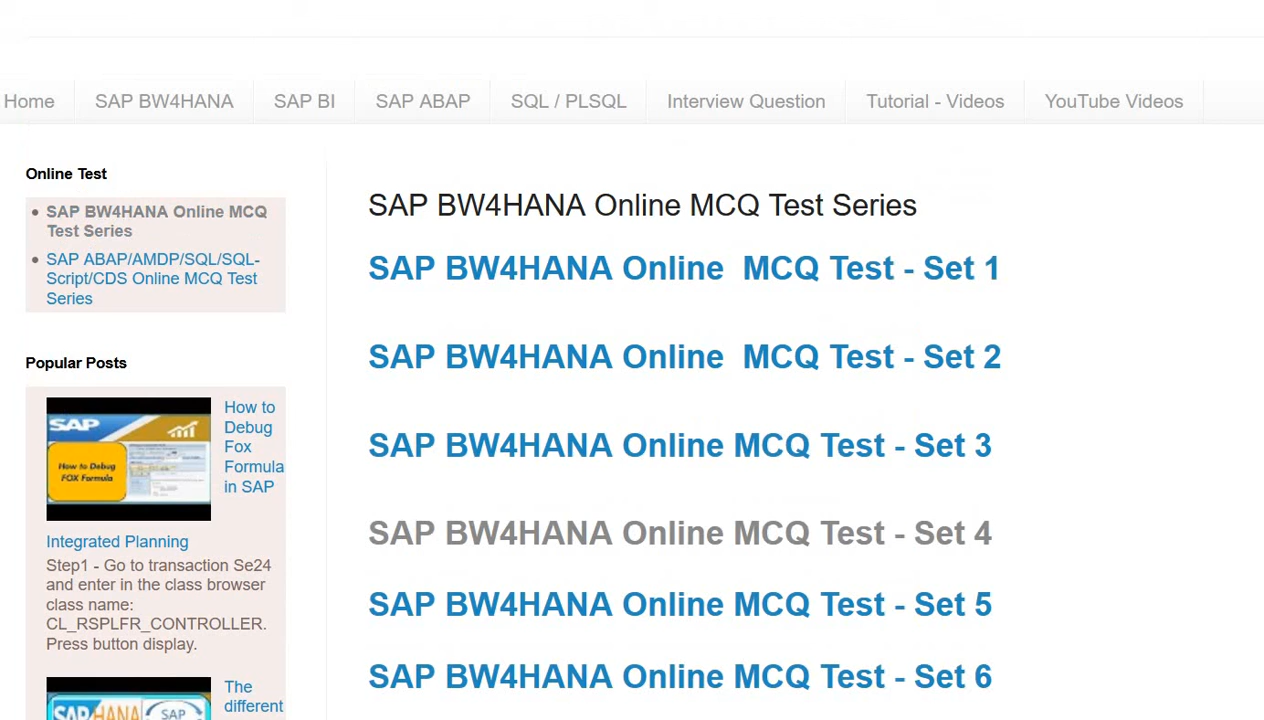 Home SAP BW4HANA SAP BI SAP ABAP SQL / PLSQL Interview Question Tutorial - Videos YouTube Videos
Online Test
SAP BW4HANA Online MCQ
Test Series
SAP ABAP/AMDP/SQL/SQL-
Script/CDS Online MCQ Test
Series
Popular Posts
SAP
How to Debug
FOX Formula
How to
Debug
Fox
Formula
in SAP
Integrated Planning
Step1 - Go to transaction Se24
and enter in the class browser
class name:
CL_RSPLFR_CONTROLLER.
Press button display.
SAP HANA
SAP
The
different
SAP BW4HANA Online MCQ Test Series
SAP BW4HANA Online MCQ Test - Set 1
SAP BW4HANA Online MCQ Test - Set 2
SAP BW4HANA Online MCQ Test - Set 3
SAP BW4HANA Online MCQ Test - Set 4
SAP BW4HANA Online MCQ Test - Set 5
SAP BW4HANA Online MCQ Test - Set 6